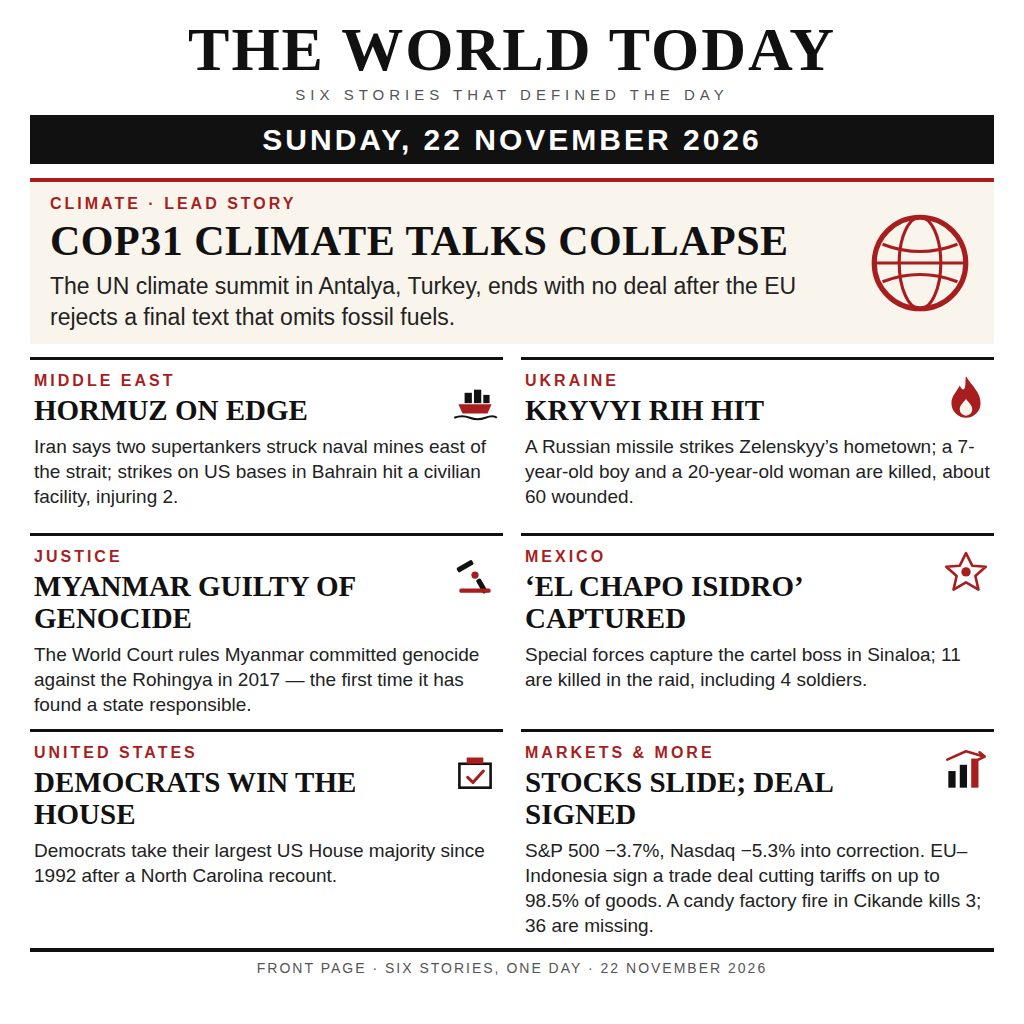 THE WORLD TODAY
SIX STORIES THAT DEFINED THE DAY
SUNDAY, 22 NOVEMBER 2026
CLIMATE · LEAD STORY
COP31 CLIMATE TALKS COLLAPSE
The UN climate summit in Antalya, Turkey, ends with no deal after the EU
rejects a final text that omits fossil fuels.
MIDDLE EAST
HORMUZ ON EDGE
Iran says two supertankers struck naval mines east of
the strait; strikes on US bases in Bahrain hit a civilian
facility, injuring 2.
UKRAINE
KRYVYI RIH HIT
A Russian missile strikes Zelenskyy’s hometown; a 7-
year-old boy and a 20-year-old woman are killed, about
60 wounded.
JUSTICE
MYANMAR GUILTY OF
GENOCIDE
The World Court rules Myanmar committed genocide
against the Rohingya in 2017 — the first time it has
found a state responsible.
MEXICO
‘EL CHAPO ISIDRO’
CAPTURED
Special forces capture the cartel boss in Sinaloa; 11
are killed in the raid, including 4 soldiers.
UNITED STATES
DEMOCRATS WIN THE
HOUSE
Democrats take their largest US House majority since
1992 after a North Carolina recount.
MARKETS & MORE
STOCKS SLIDE; DEAL
SIGNED
S&P 500 −3.7%, Nasdaq −5.3% into correction. EU–
Indonesia sign a trade deal cutting tariffs on up to
98.5% of goods. A candy factory fire in Cikande kills 3;
36 are missing.
FRONT PAGE · SIX STORIES, ONE DAY · 22 NOVEMBER 2026